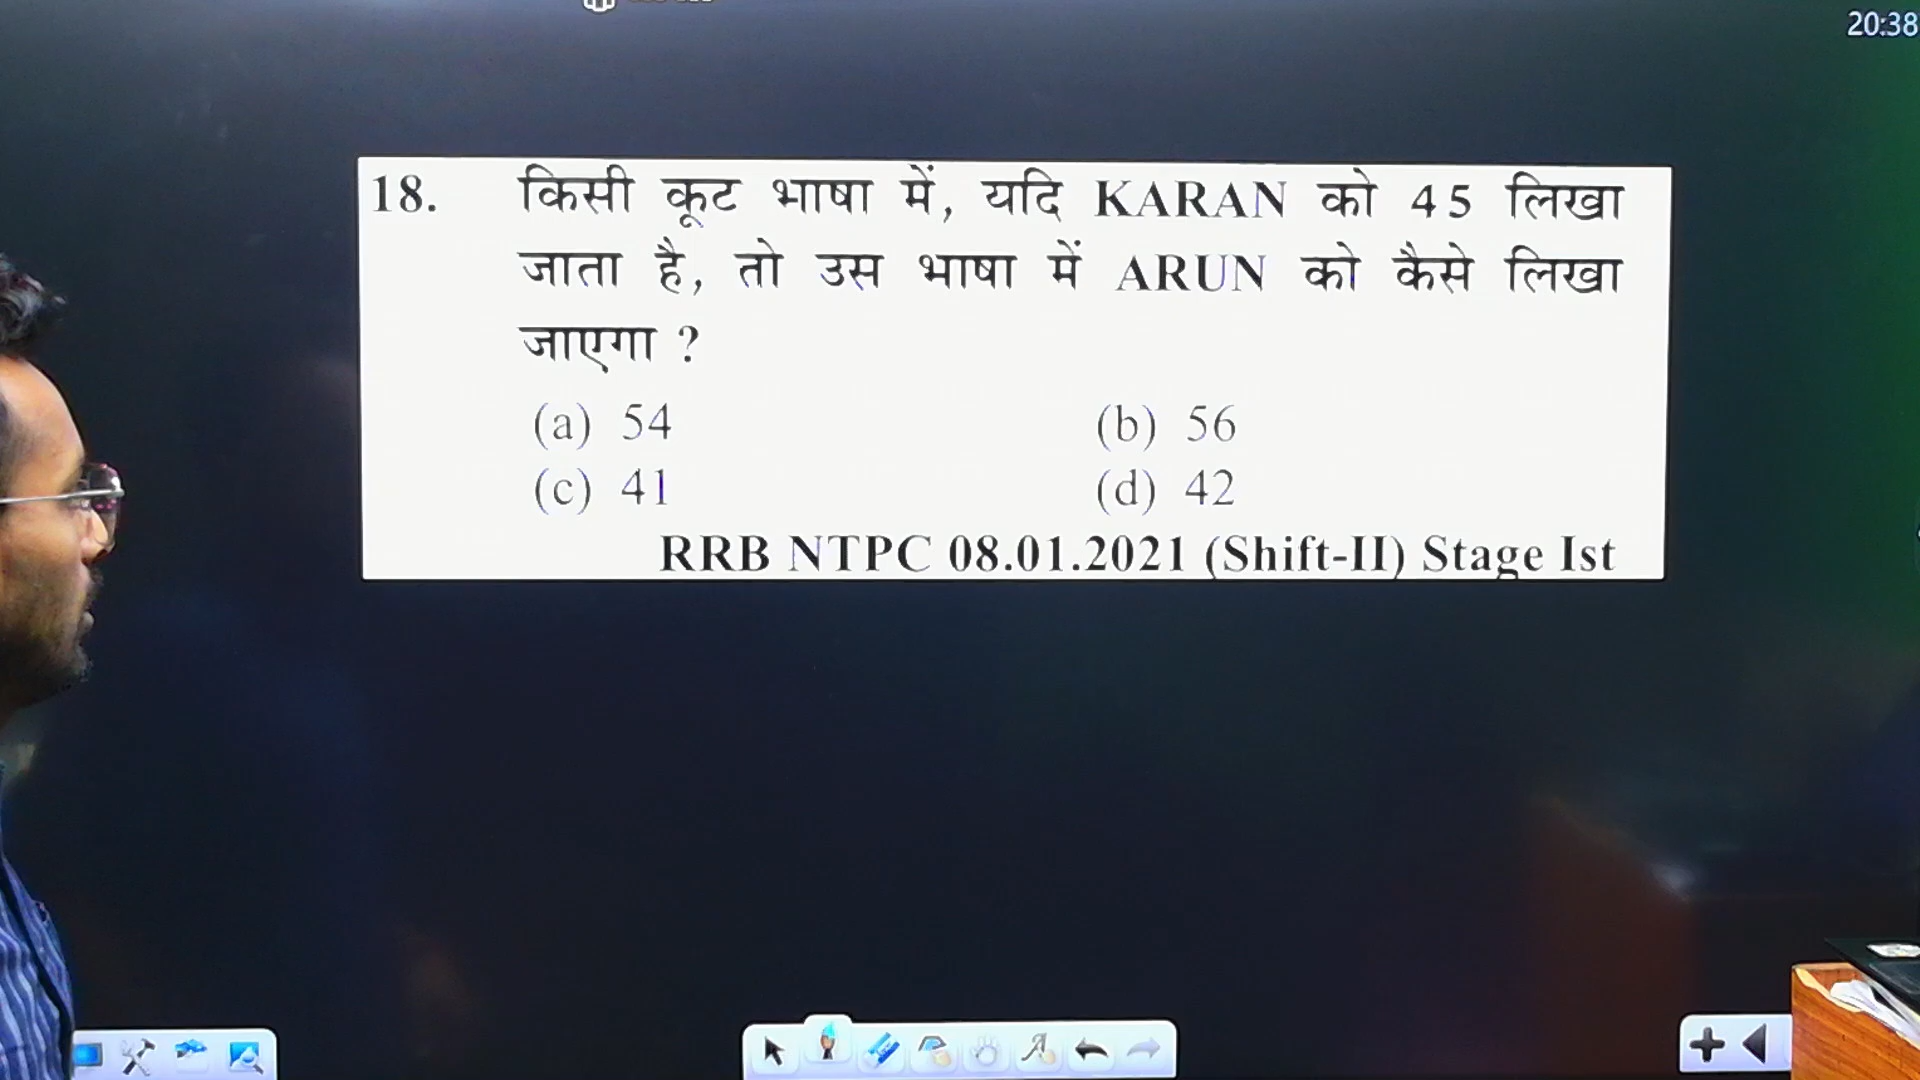 20:38
18. किसी कूट भाषा में, यदि KARAN को 45 लिखा
जाता है, तो उस भाषा में ARUN को कैसे लिखा
जाएगा ?
(a) 54 (b) 56
(c) 41 (d) 42
RRB NTPC 08.01.2021 (Shift-II) Stage Ist